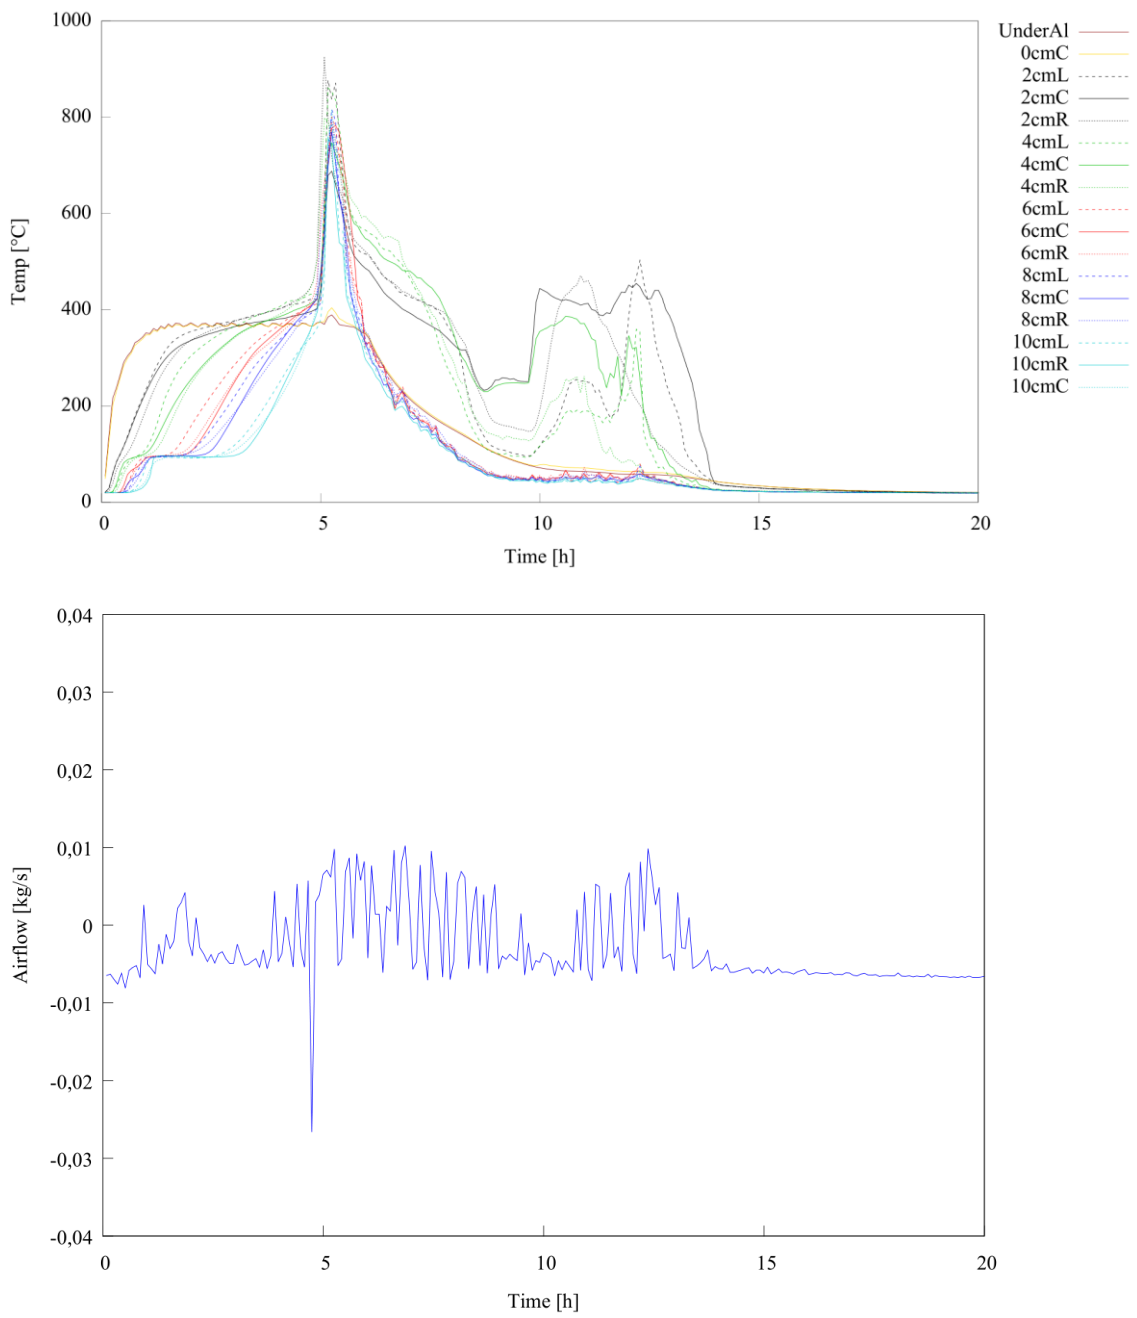 1000
800
600
400
200
0
Temp [°C]
0
5
10
15
20
Time [h]
UnderAl
0cmC
2cmL
2cmC
2cmR
4cmL
4cmC
4cmR
6cmL
6cmC
6cmR
8cmL
8cmC
8cmR
10cmL
10cmR
10cmC
0,04
0,03
0,02
0,01
0
-0,01
-0,02
-0,03
-0,04
Airflow [kg/s]
0
5
10
15
20
Time [h]